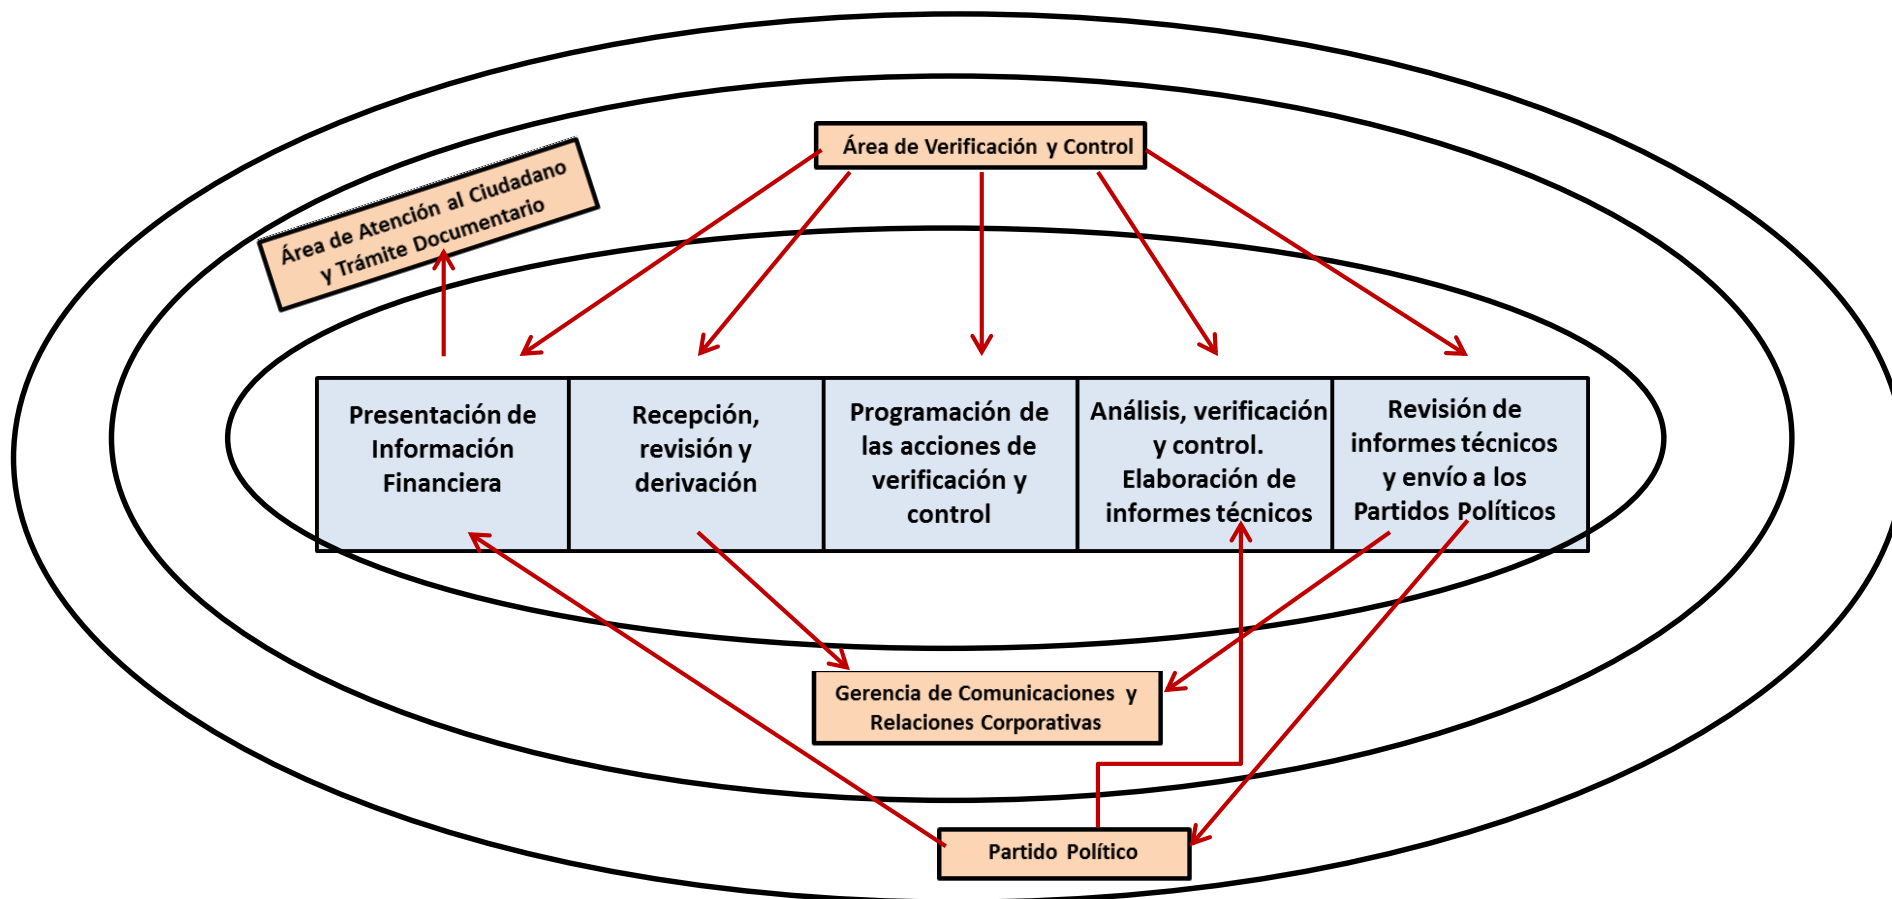 Área de Verificación y Control
Área de Atención al Ciudadano
y Trámite Documentario
Presentación de
Información
Financiera
Recepción,
revisión y
derivación
Programación de
las acciones de
verificación y
control
Análisis, verificación
y control.
Elaboración de
informes técnicos
Revisión de
informes técnicos
y envío a los
Partidos Políticos
Gerencia de Comunicaciones y
Relaciones Corporativas
Partido Político